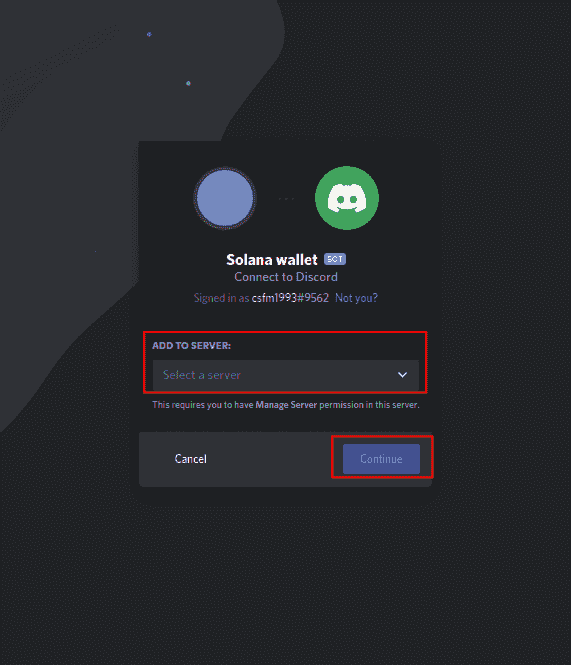 Solana wallet BOT
Connect to Discord
Signed in as csfm1993#9562 Not you?
ADD TO SERVER:
Select a server
This requires you to have Manage Server permission in this server.
Cancel
Continue